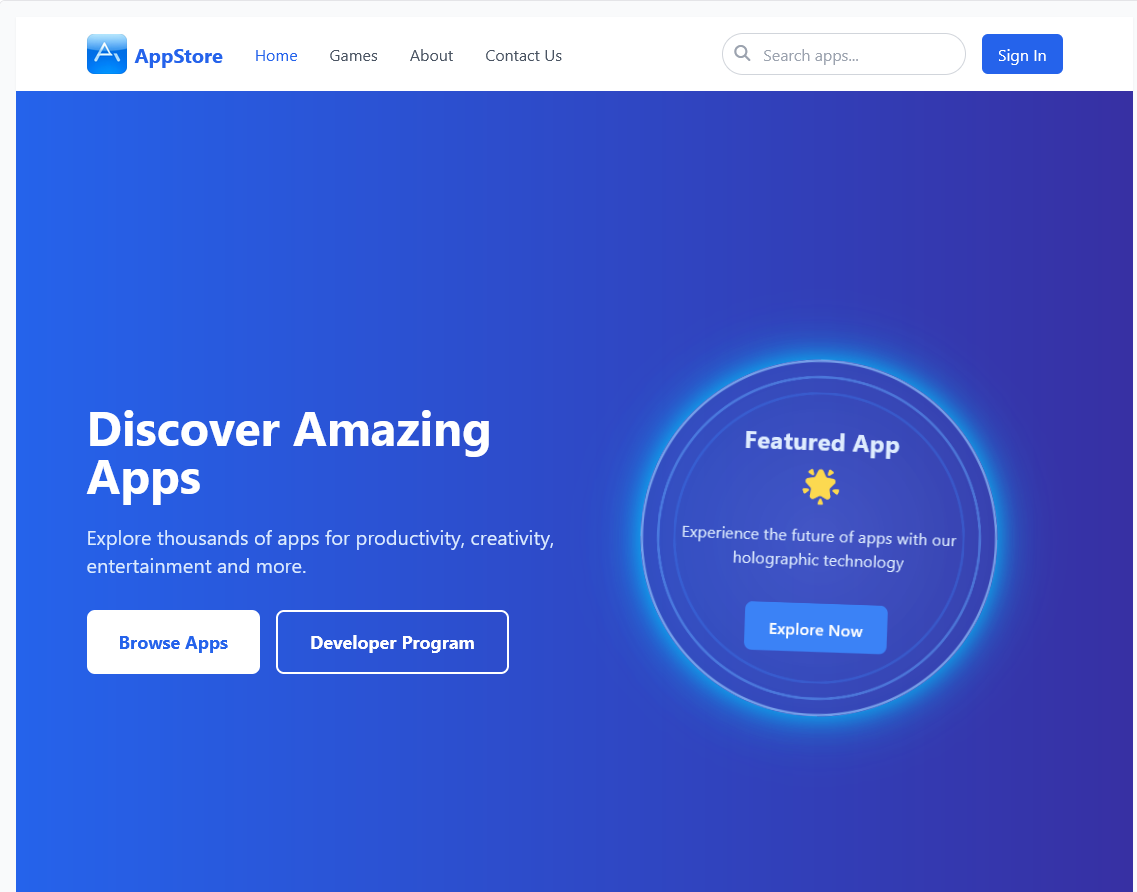 AppStore Home Games About Contact Us Search apps... Sign In
Discover Amazing
Apps
Explore thousands of apps for productivity, creativity,
entertainment and more.
Browse Apps Developer Program
Featured App
Experience the future of apps with our
holographic technology
Explore Now